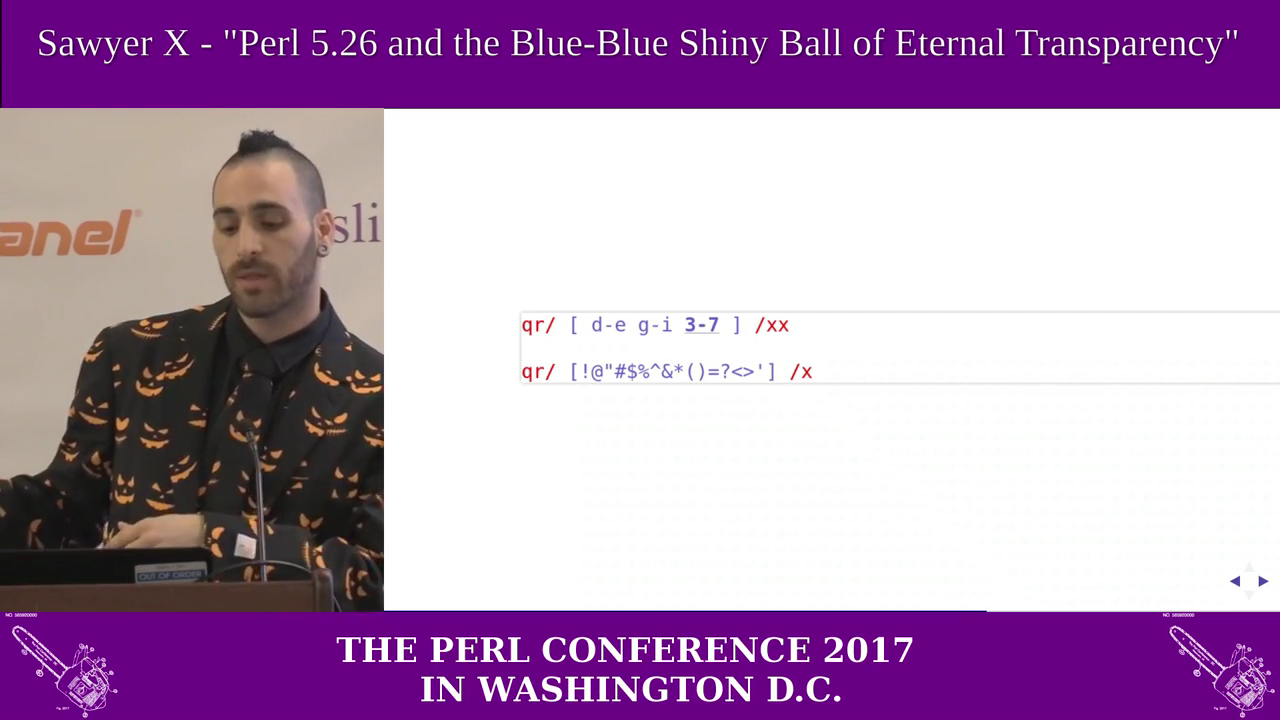 Sawyer X - "Perl 5.26 and the Blue-Blue Shiny Ball of Eternal Transparency"
anel
sli
qr/ [ d-e g-i 3-7 ] /xx
qr/ [!@"#$%^&*()=?<>'] /x
OUT OF ORDER
THE PERL CONFERENCE 2017
IN WASHINGTON D.C.